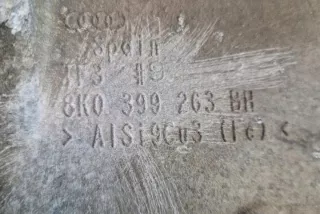 Spain
8K0 399 263 BH
> AlSi9Cu3 (Fe) <